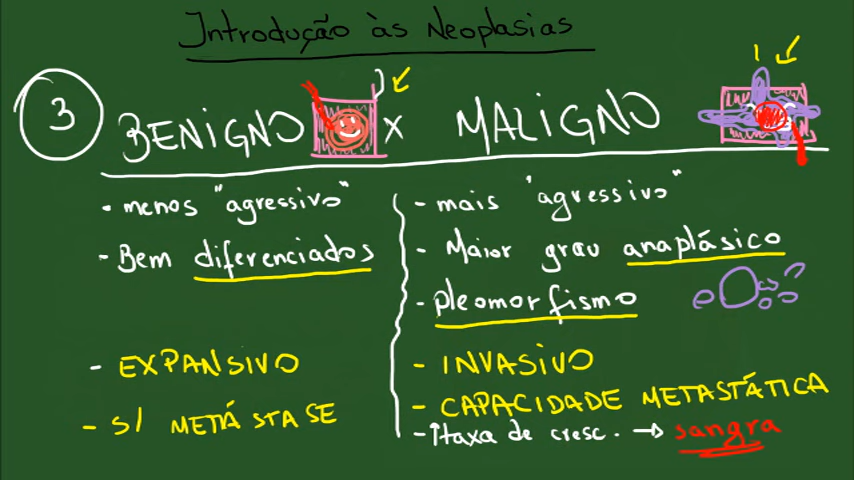 Introdução às Neoplasias
3
BENIGNO x MALIGNO
- menos "agressivo"
- Bem diferenciados
- EXPANSIVO
- S/ METÁSTASE
- mais "agressivo"
- Maior grau anaplásico
- pleomorfismo
- INVASIVO
- CAPACIDADE METASTÁTICA
- ↑taxa de cresc. → sangra